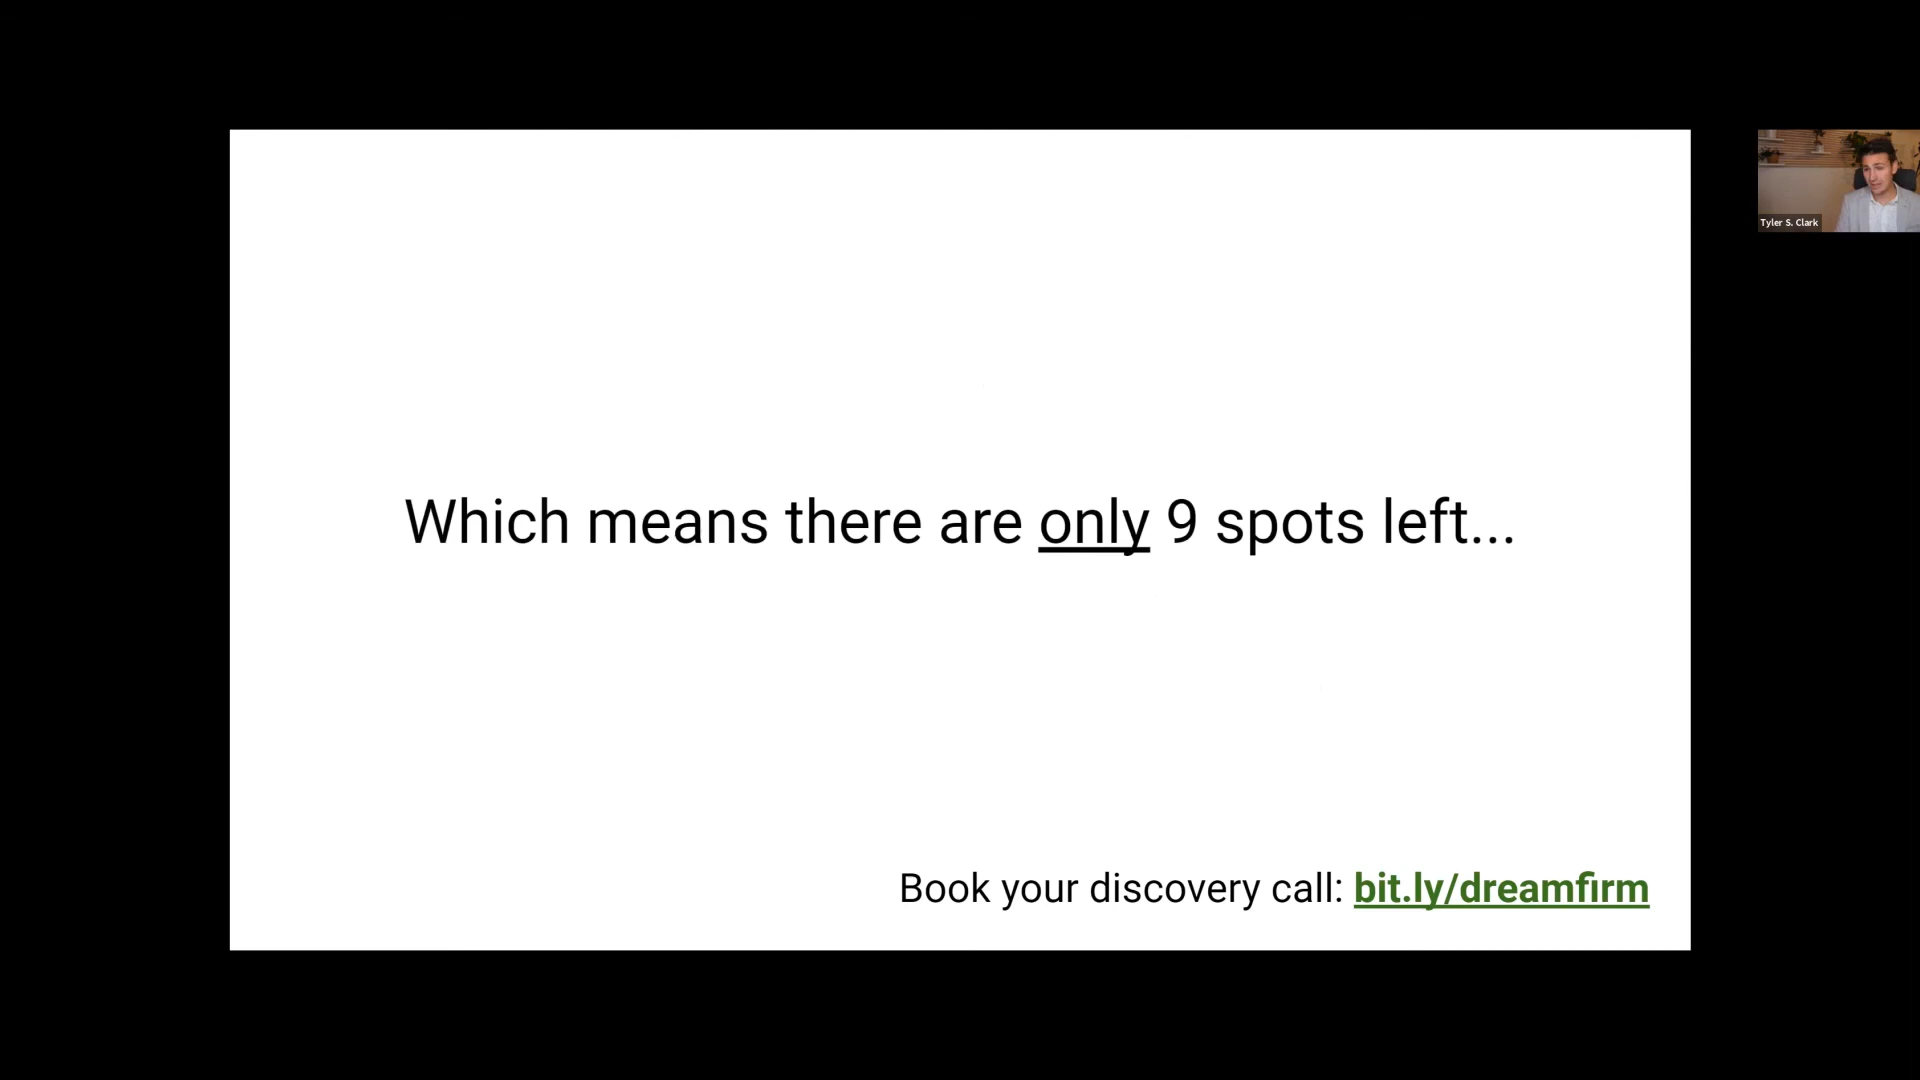 Tyler S. Clark
Which means there are only 9 spots left...
Book your discovery call: bit.ly/dreamfirm